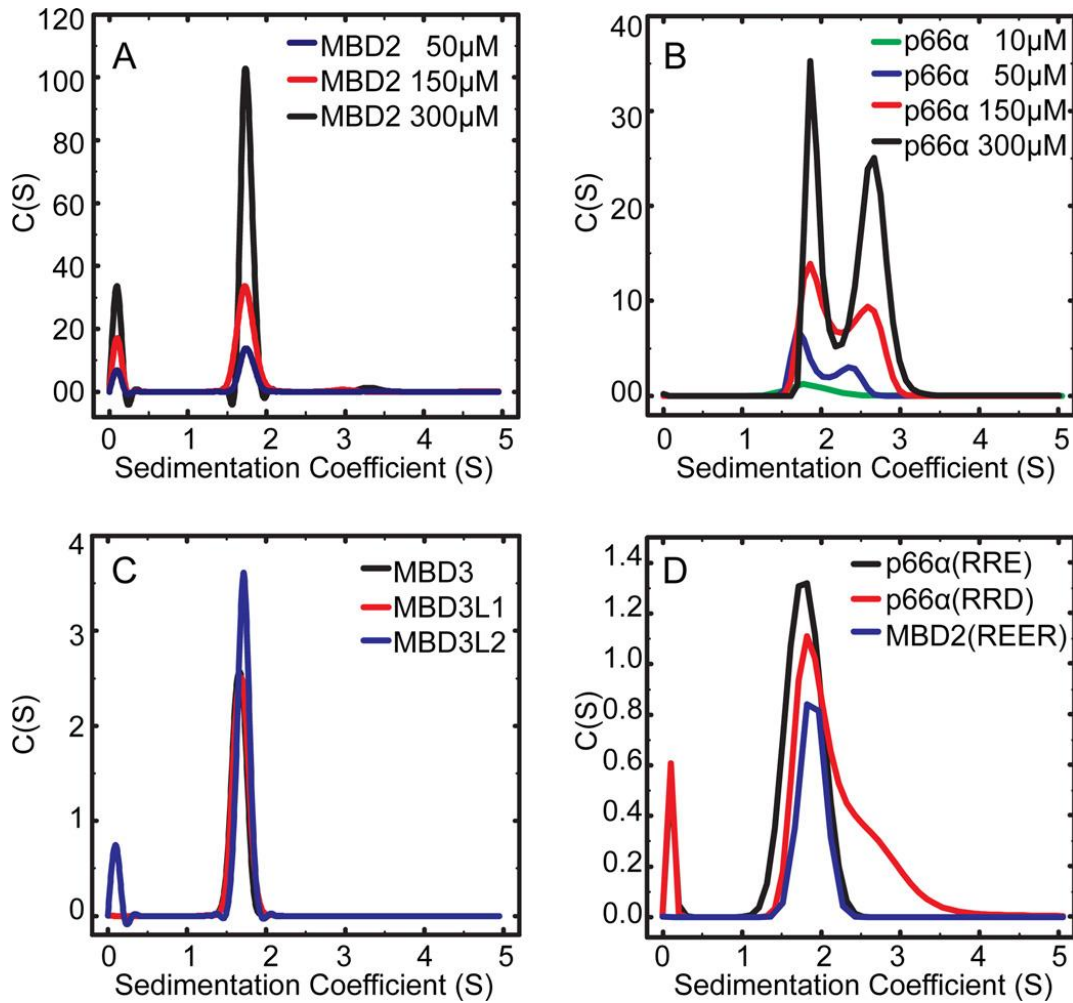 A
MBD2 50µM
MBD2 150µM
MBD2 300µM
120
100
80
60
40
20
00
C(S)
0 1 2 3 4 5
Sedimentation Coefficient (S)
B
p66α 10µM
p66α 50µM
p66α 150µM
p66α 300µM
40
30
20
10
00
C(S)
0 1 2 3 4 5
Sedimentation Coefficient (S)
C
MBD3
MBD3L1
MBD3L2
4
3
2
1
0
C(S)
0 1 2 3 4 5
Sedimentation Coefficient (S)
D
p66α(RRE)
p66α(RRD)
MBD2(REER)
1.4
1.2
1.0
0.8
0.6
0.4
0.2
0.0
C(S)
0 1 2 3 4 5
Sedimentation Coefficient (S)